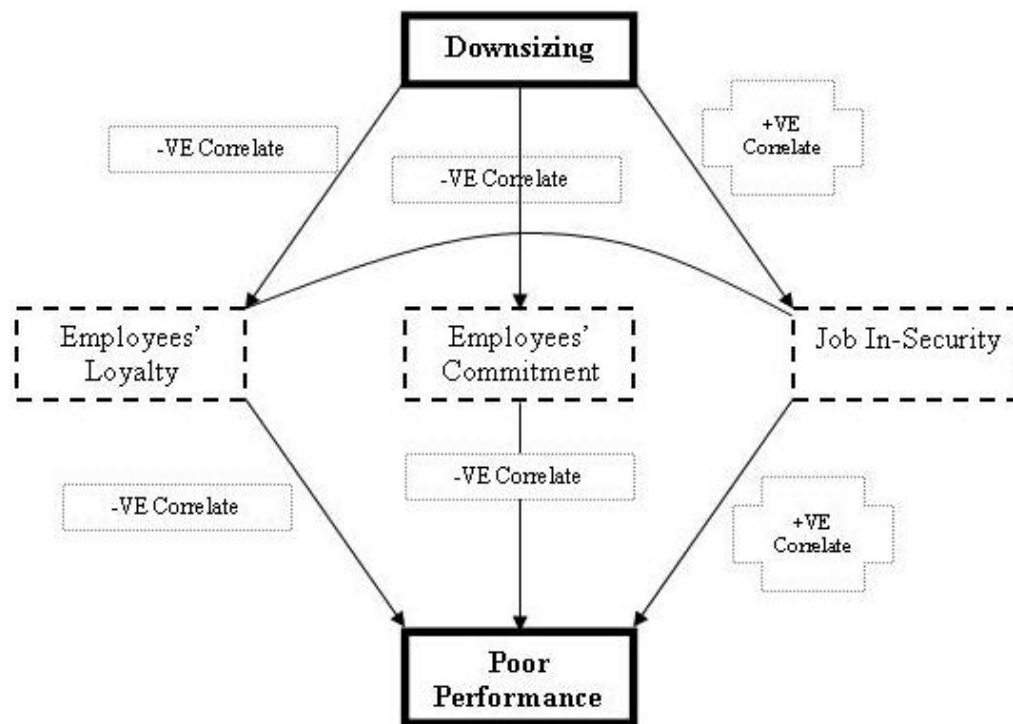 Downsizing
-VE Correlate
-VE Correlate
+VE
Correlate
Employees’
Loyalty
Employees’
Commitment
Job In-Security
-VE Correlate
-VE Correlate
+VE
Correlate
Poor
Performance